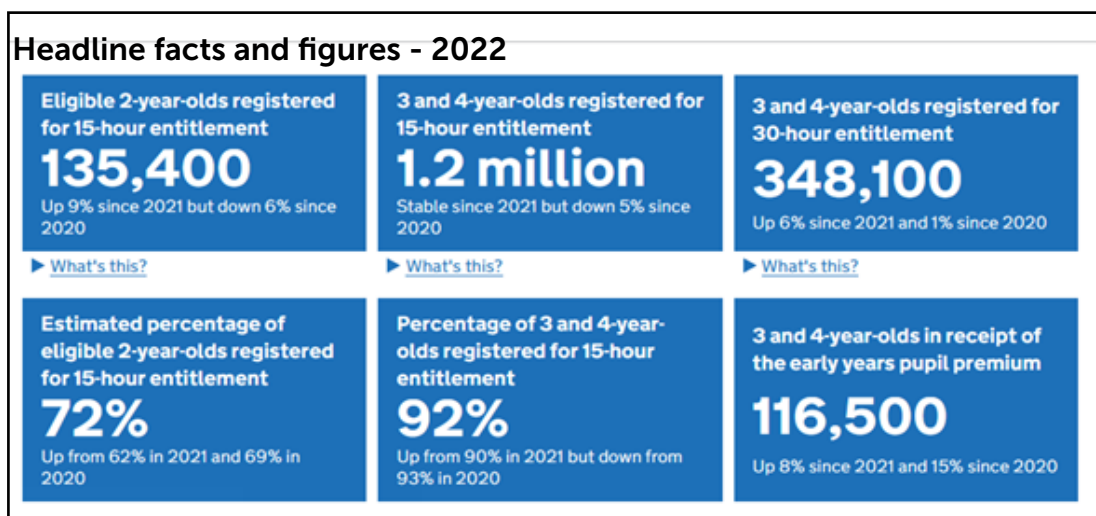 Headline facts and figures - 2022
Eligible 2-year-olds registered
for 15-hour entitlement
135,400
Up 9% since 2021 but down 6% since
2020
▶ What's this?
3 and 4-year-olds registered for
15-hour entitlement
1.2 million
Stable since 2021 but down 5% since
2020
▶ What's this?
3 and 4-year-olds registered for
30-hour entitlement
348,100
Up 6% since 2021 and 1% since 2020
▶ What's this?
Estimated percentage of
eligible 2-year-olds registered
for 15-hour entitlement
72%
Up from 62% in 2021 and 69% in
2020
Percentage of 3 and 4-year-
olds registered for 15-hour
entitlement
92%
Up from 90% in 2021 but down from
93% in 2020
3 and 4-year-olds in receipt of
the early years pupil premium
116,500
Up 8% since 2021 and 15% since 2020